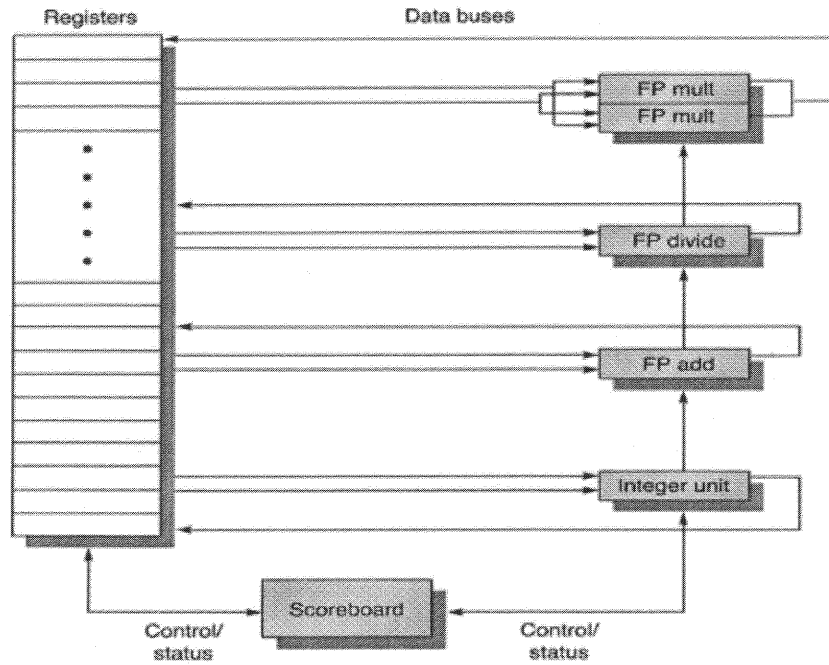 Registers
Data buses
FP mult
FP mult
FP divide
FP add
Integer unit
Scoreboard
Control/
status
Control/
status